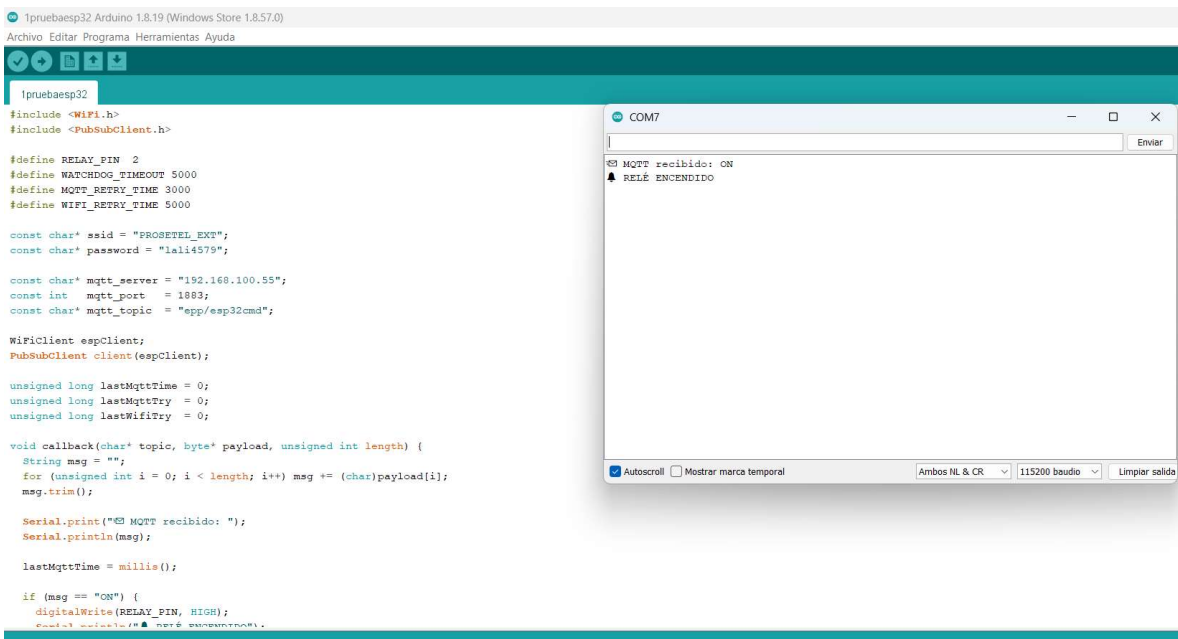 1pruebaesp32 Arduino 1.8.19 (Windows Store 1.8.57.0)
Archivo Editar Programa Herramientas Ayuda
1pruebaesp32
#include <WiFi.h>
#include <PubSubClient.h>
#define RELAY_PIN  2
#define WATCHDOG_TIMEOUT 5000
#define MQTT_RETRY_TIME 3000
#define WIFI_RETRY_TIME 5000
const char* ssid = "PROSETEL_EXT";
const char* password = "lali4579";
const char* mqtt_server = "192.168.100.55";
const int   mqtt_port   = 1883;
const char* mqtt_topic  = "epp/esp32cmd";
WiFiClient espClient;
PubSubClient client(espClient);
unsigned long lastMqttTime = 0;
unsigned long lastMqttTry  = 0;
unsigned long lastWifiTry  = 0;
void callback(char* topic, byte* payload, unsigned int length) {
  String msg = "";
  for (unsigned int i = 0; i < length; i++) msg += (char)payload[i];
  msg.trim();
  Serial.print("📨 MQTT recibido: ");
  Serial.println(msg);
  lastMqttTime = millis();
  if (msg == "ON") {
    digitalWrite(RELAY_PIN, HIGH);
    Serial.println("🔔 RELÉ ENCENDIDO");
COM7
Enviar
📨 MQTT recibido: ON
🔔 RELÉ ENCENDIDO
Autoscroll Mostrar marca temporal Ambos NL & CR 115200 baudio Limpiar salida